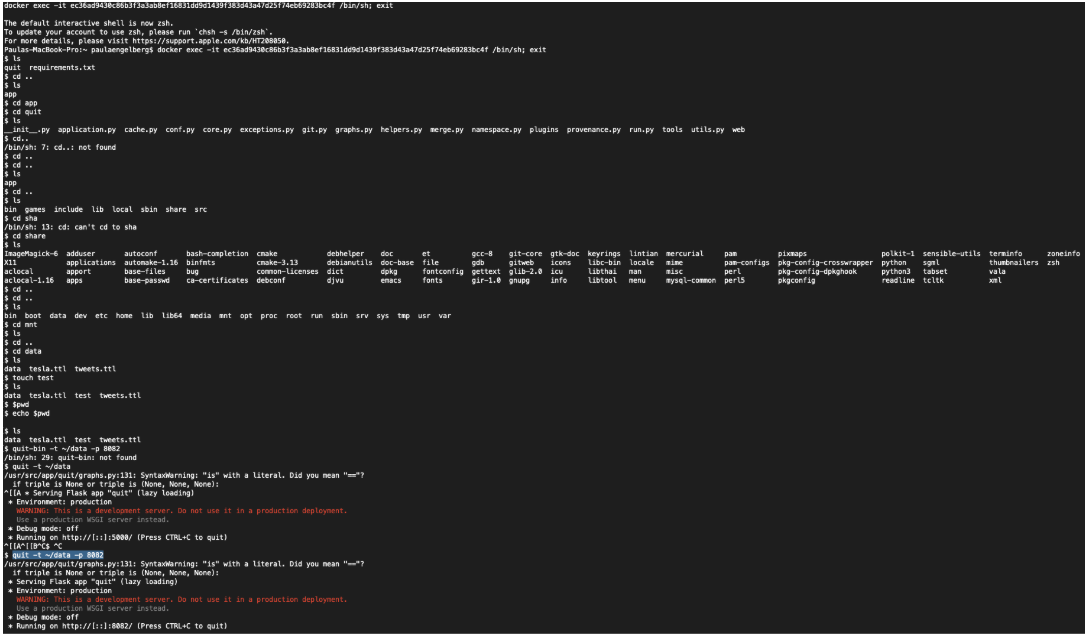 docker exec -it ec36ad9430c86b3f3a3ab8ef16831dd9d1439f383d43a47d25f74eb69283bc4f /bin/sh; exit
The default interactive shell is now zsh.
To update your account to use zsh, please run `chsh -s /bin/zsh`.
For more details, please visit https://support.apple.com/kb/HT208050.
Paulas-MacBook-Pro:~ paulaengelberg$ docker exec -it ec36ad9430c86b3f3a3ab8ef16831dd9d1439f383d43a47d25f74eb69283bc4f /bin/sh; exit
$ ls
quit requirements.txt
$ cd ..
$ ls
app
$ cd app
$ cd quit
$ ls
__init__.py application.py cache.py conf.py core.py exceptions.py git.py graphs.py helpers.py merge.py namespace.py plugins provenance.py run.py tools utils.py web
$ cd..
/bin/sh: 7: cd..: not found
$ cd ..
$ cd ..
$ ls
app
$ cd ..
$ ls
bin games include lib local sbin share src
$ cd sha
/bin/sh: 13: cd: can't cd to sha
$ cd share
$ ls
ImageMagick-6 adduser autoconf bash-completion cmake debhelper doc et gcc-8 git-core gtk-doc keyrings lintian mercurial pam pixmaps polkit-1 sensible-utils terminfo zoneinfo
X11 applications automake-1.16 binfmts cmake-3.13 debianutils doc-base file gdb gitweb icons libc-bin locale mime pam-configs pkg-config-crosswrapper python sgml thumbnailers zsh
aclocal apport base-files bug common-licenses dict dpkg fontconfig gettext glib-2.0 icu libthai man misc perl pkg-config-dpkghook python3 tabset vala
aclocal-1.16 apps base-passwd ca-certificates debconf djvu emacs fonts gir-1.0 gnupg info libtool menu mysql-common perl5 pkgconfig readline tcltk xml
$ cd ..
$ cd ..
$ ls
bin boot data dev etc home lib lib64 media mnt opt proc root run sbin srv sys tmp usr var
$ cd mnt
$ ls
$ cd ..
$ cd data
$ ls
data tesla.ttl tweets.ttl
$ touch test
$ ls
data tesla.ttl test tweets.ttl
$ $pwd
$ echo $pwd
$ ls
data tesla.ttl test tweets.ttl
$ quit-bin -t ~/data -p 8082
/bin/sh: 29: quit-bin: not found
$ quit -t ~/data
/usr/src/app/quit/graphs.py:131: SyntaxWarning: "is" with a literal. Did you mean "=="?
if triple is None or triple is (None, None, None):
^[[A * Serving Flask app "quit" (lazy loading)
* Environment: production
WARNING: This is a development server. Do not use it in a production deployment.
Use a production WSGI server instead.
* Debug mode: off
* Running on http://[::]:5000/ (Press CTRL+C to quit)
^[[A^[[B^C$ ^C
$ quit -t ~/data -p 8082
/usr/src/app/quit/graphs.py:131: SyntaxWarning: "is" with a literal. Did you mean "=="?
if triple is None or triple is (None, None, None):
* Serving Flask app "quit" (lazy loading)
* Environment: production
WARNING: This is a development server. Do not use it in a production deployment.
Use a production WSGI server instead.
* Debug mode: off
* Running on http://[::]:8082/ (Press CTRL+C to quit)